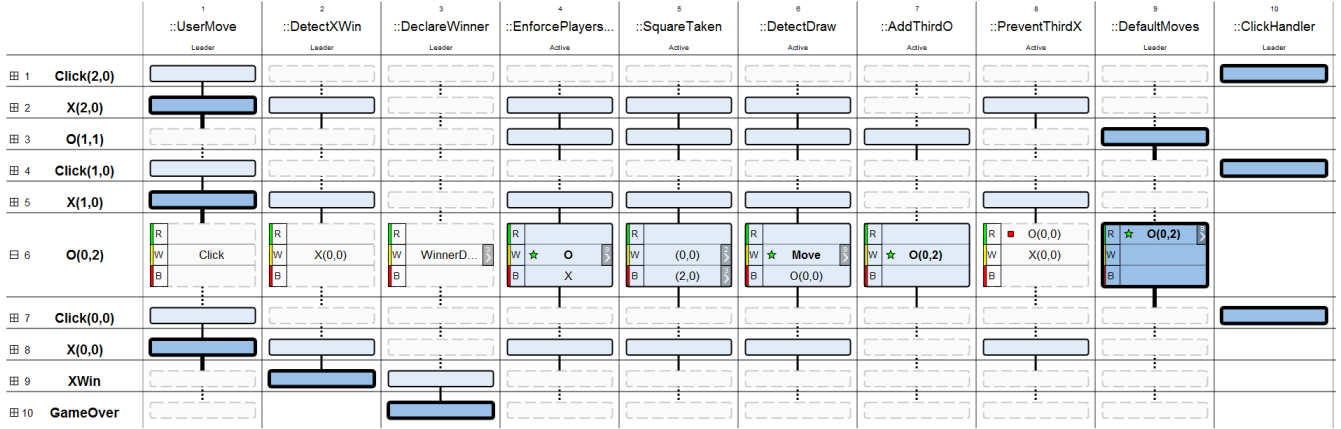 1 2 3 4 5 6 7 8 9 10
::UserMove ::DetectXWin ::DeclareWinner ::EnforcePlayers... ::SquareTaken ::DetectDraw ::AddThirdO ::PreventThirdX ::DefaultMoves ::ClickHandler
Leader Leader Leader Active Active Active Active Active Leader Leader
1 Click(2,0)
2 X(2,0)
3 O(1,1)
4 Click(1,0)
5 X(1,0)
R R R R R R R R O(0,0) R O(0,2)
6 O(0,2) W Click W X(0,0) W WinnerD... W O W (0,0) W Move W O(0,2) W X(0,0) W
B B B B X B (2,0) B O(0,0) B B B
7 Click(0,0)
8 X(0,0)
9 XWin
10 GameOver